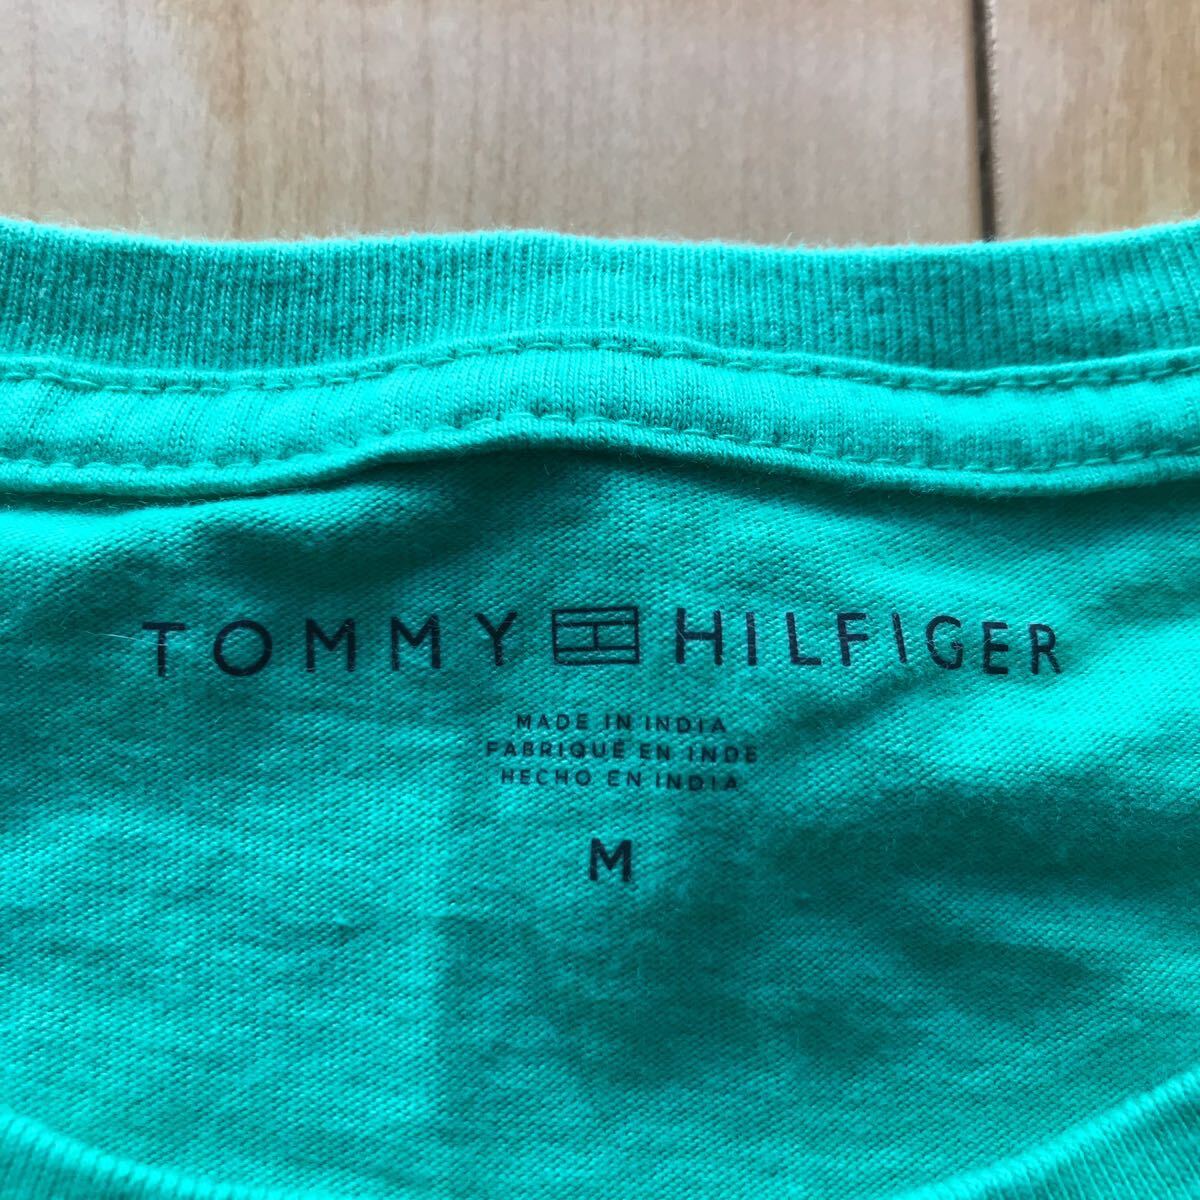 TOMMY HILFIGER
MADE IN INDIA
FABRIQUÉ EN INDE
HECHO EN INDIA
M